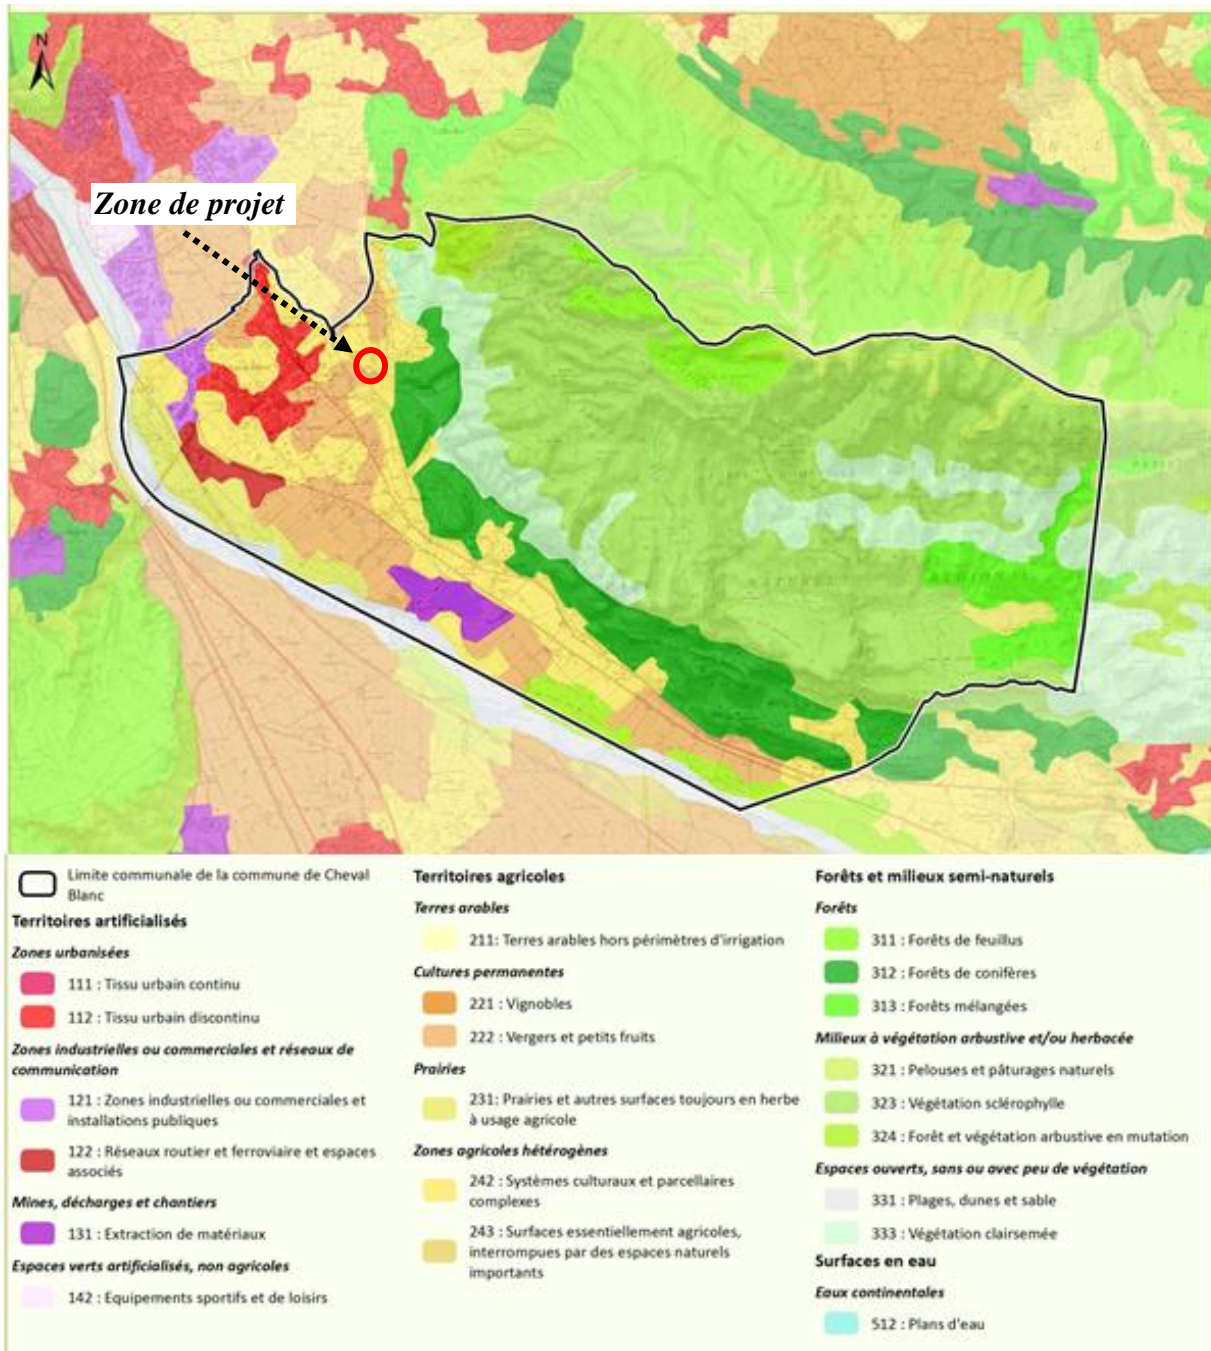 N
Zone de projet
Limite communale de la commune de Cheval
Blanc
Territoires artificialisés
Zones urbanisées
111 : Tissu urbain continu
112 : Tissu urbain discontinu
Zones industrielles ou commerciales et réseaux de
communication
121 : Zones industrielles ou commerciales et
installations publiques
122 : Réseaux routier et ferroviaire et espaces
associés
Mines, décharges et chantiers
131 : Extraction de matériaux
Espaces verts artificialisés, non agricoles
142 : Equipements sportifs et de loisirs
Territoires agricoles
Terres arables
211: Terres arables hors périmètres d'irrigation
Cultures permanentes
221 : Vignobles
222 : Vergers et petits fruits
Prairies
231: Prairies et autres surfaces toujours en herbe
à usage agricole
Zones agricoles hétérogènes
242 : Systèmes culturaux et parcellaires
complexes
243 : Surfaces essentiellement agricoles,
interrompues par des espaces naturels
importants
Forêts et milieux semi-naturels
Forêts
311 : Forêts de feuillus
312 : Forêts de conifères
313 : Forêts mélangées
Milieux à végétation arbustive et/ou herbacée
321 : Pelouses et pâturages naturels
323 : Végétation sclérophylle
324 : Forêt et végétation arbustive en mutation
Espaces ouverts, sans ou avec peu de végétation
331 : Plages, dunes et sable
333 : Végétation clairsemée
Surfaces en eau
Eaux continentales
512 : Plans d'eau